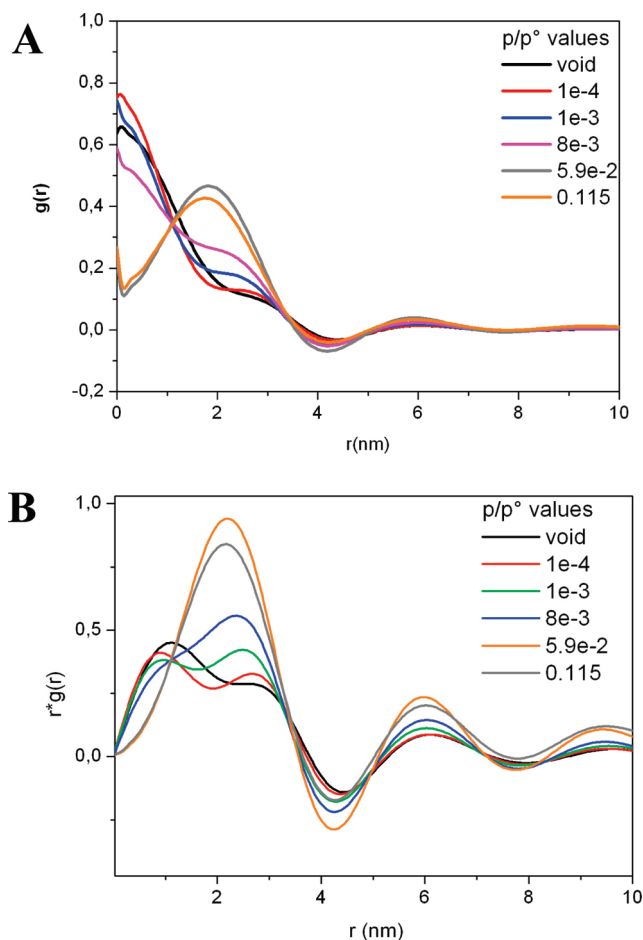 A
1,0
0,8
0,6
0,4
0,2
0,0
-0,2
g(r)
p/p° values
void
1e-4
1e-3
8e-3
5.9e-2
0.115
0 2 4 6 8 10
r(nm)
B
1,0
0,5
0,0
r*g(r)
p/p° values
void
1e-4
1e-3
8e-3
5.9e-2
0.115
2 4 6 8 10
r (nm)